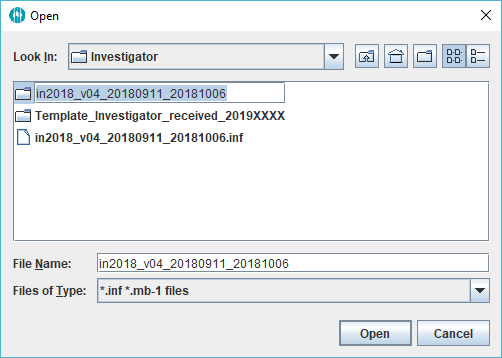 Open
Look In: Investigator
in2018_v04_20180911_20181006
Template_Investigator_received_2019XXXX
in2018_v04_20180911_20181006.inf
File Name: in2018_v04_20180911_20181006
Files of Type: *.inf *.mb-1 files
Open Cancel